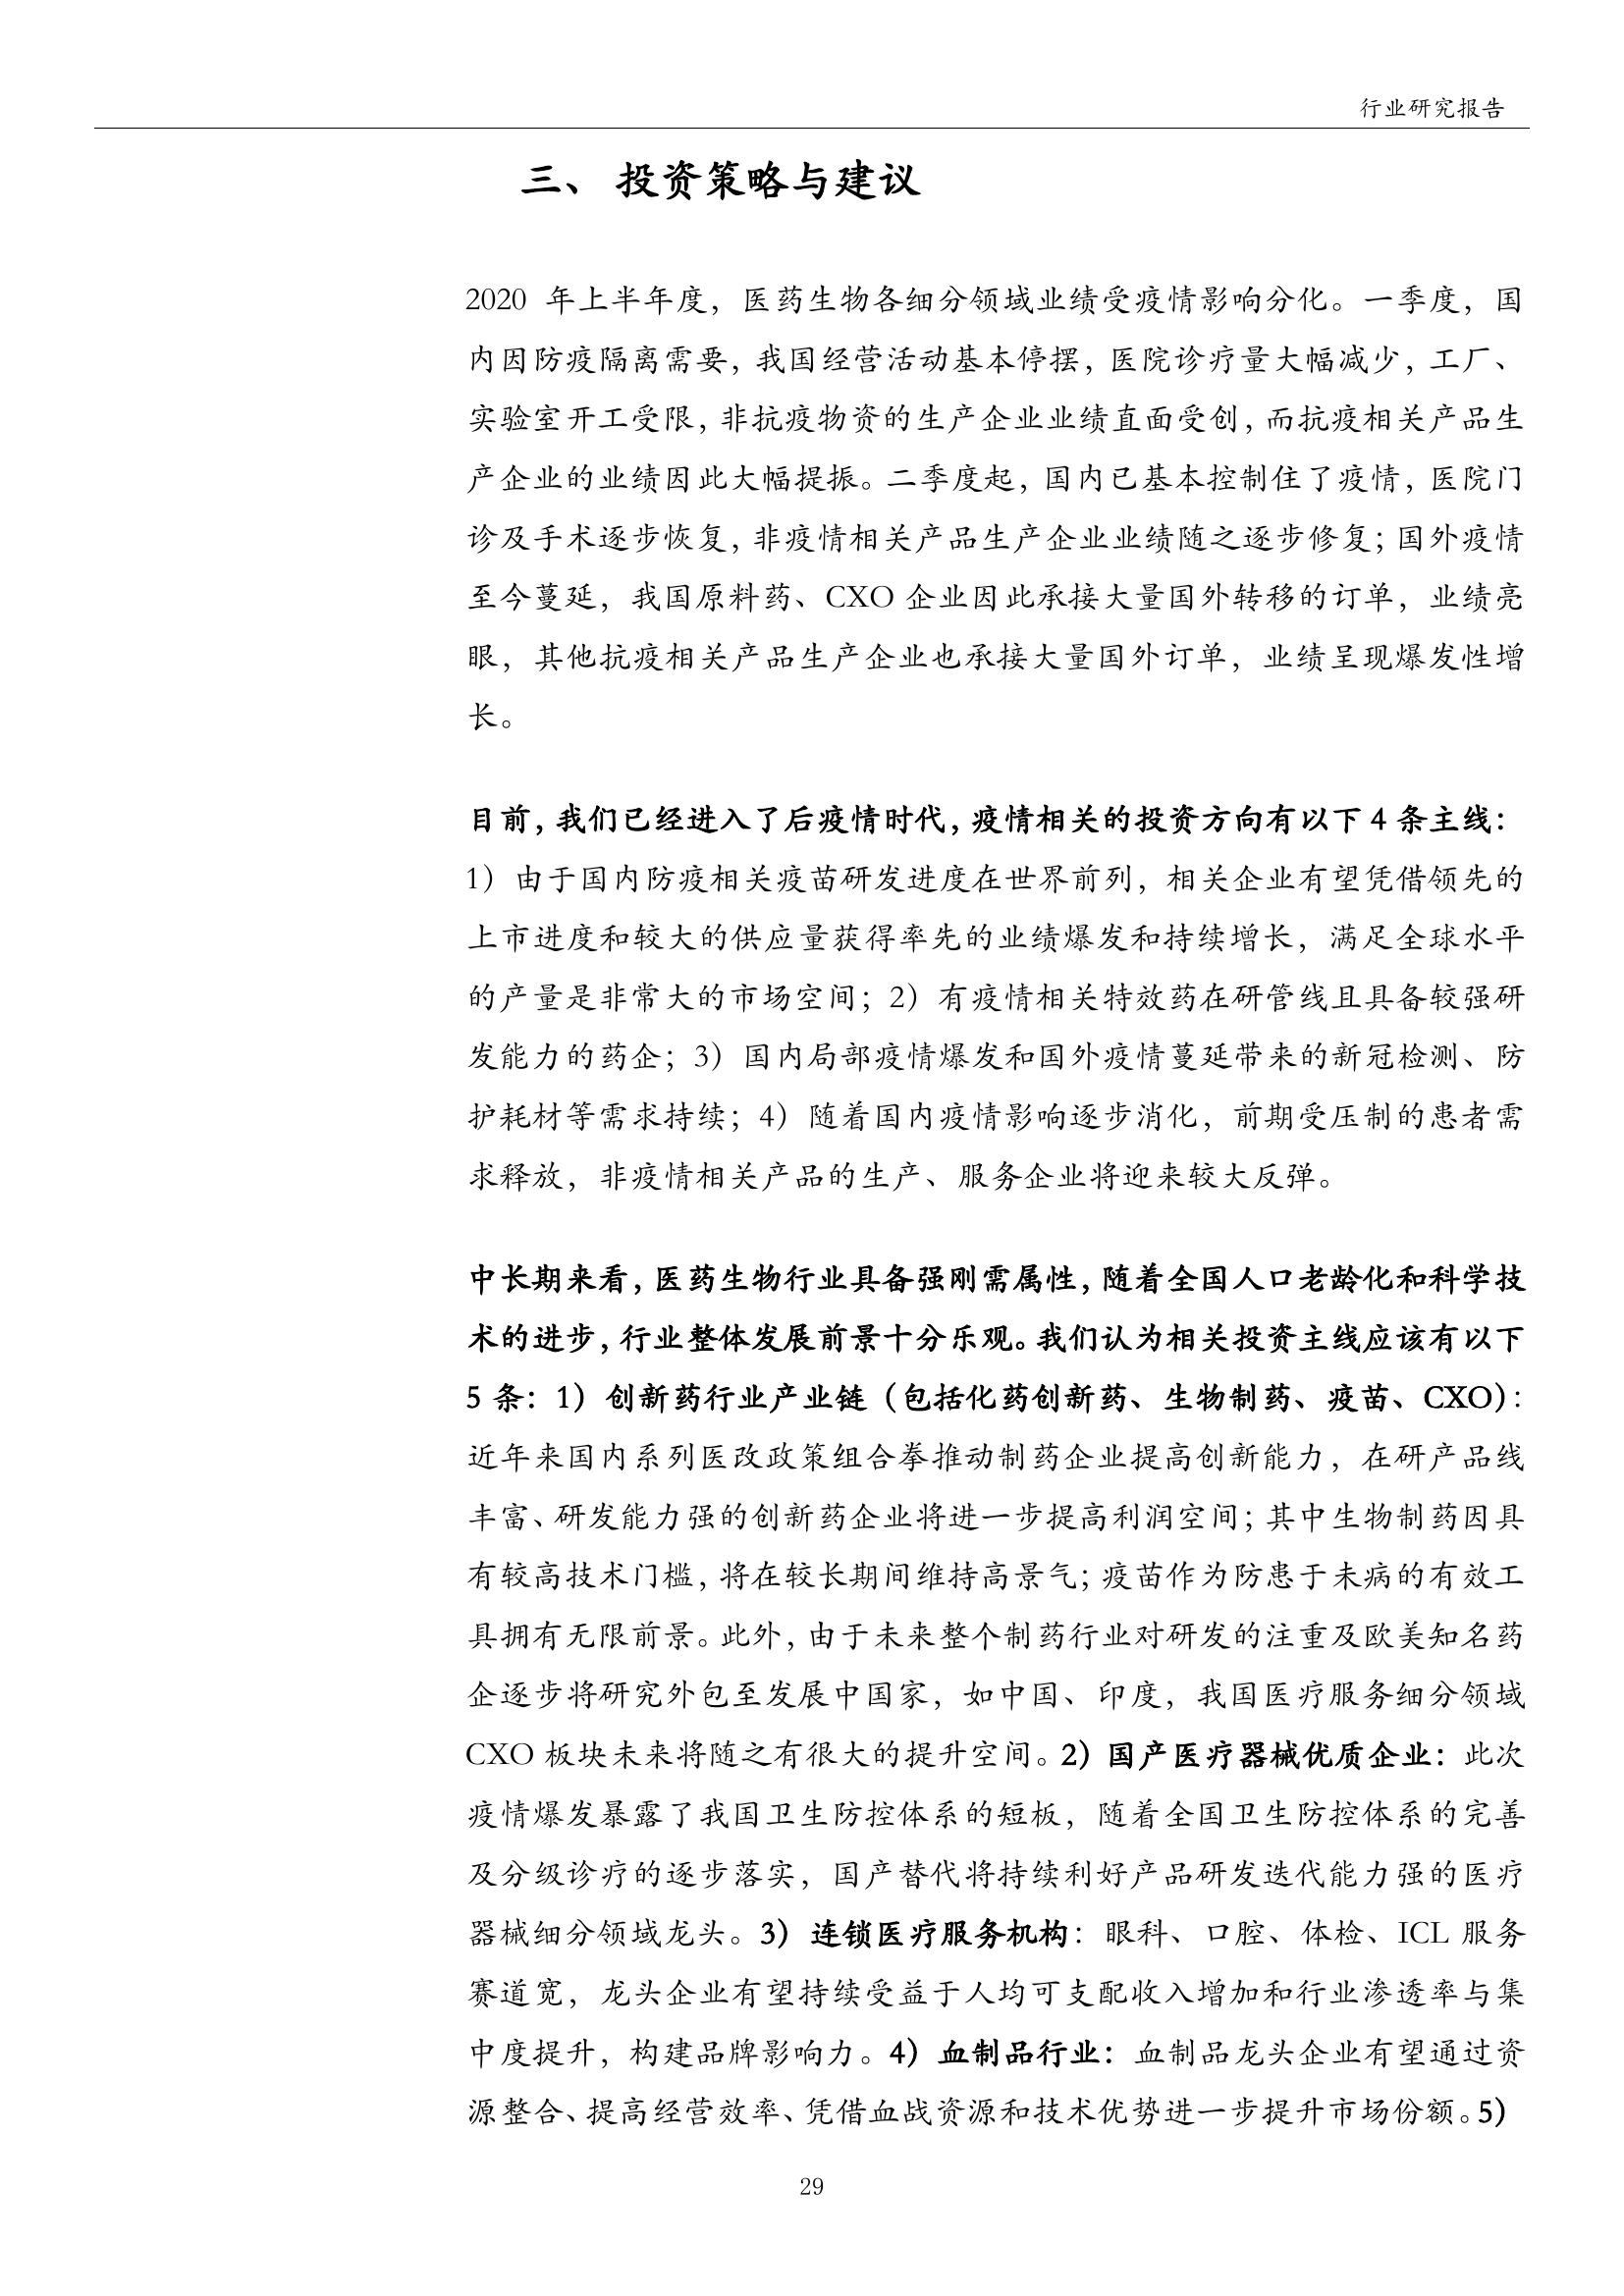 行业研究报告
三、 投资策略与建议
2020 年上半年度，医药生物各细分领域业绩受疫情影响分化。一季度，国
内因防疫隔离需要，我国经营活动基本停摆，医院诊疗量大幅减少，工厂、
实验室开工受限，非抗疫物资的生产企业业绩直面受创，而抗疫相关产品生
产企业的业绩因此大幅提振。二季度起，国内已基本控制住了疫情，医院门
诊及手术逐步恢复，非疫情相关产品生产企业业绩随之逐步修复；国外疫情
至今蔓延，我国原料药、CXO 企业因此承接大量国外转移的订单，业绩亮
眼，其他抗疫相关产品生产企业也承接大量国外订单，业绩呈现爆发性增
长。
目前，我们已经进入了后疫情时代，疫情相关的投资方向有以下 4 条主线：
1）由于国内防疫相关疫苗研发进度在世界前列，相关企业有望凭借领先的
上市进度和较大的供应量获得率先的业绩爆发和持续增长，满足全球水平
的产量是非常大的市场空间；2）有疫情相关特效药在研管线且具备较强研
发能力的药企；3）国内局部疫情爆发和国外疫情蔓延带来的新冠检测、防
护耗材等需求持续；4）随着国内疫情影响逐步消化，前期受压制的患者需
求释放，非疫情相关产品的生产、服务企业将迎来较大反弹。
中长期来看，医药生物行业具备强刚需属性，随着全国人口老龄化和科学技
术的进步，行业整体发展前景十分乐观。我们认为相关投资主线应该有以下
5 条：1）创新药行业产业链（包括化药创新药、生物制药、疫苗、CXO）：
近年来国内系列医改政策组合拳推动制药企业提高创新能力，在研产品线
丰富、研发能力强的创新药企业将进一步提高利润空间；其中生物制药因具
有较高技术门槛，将在较长期间维持高景气；疫苗作为防患于未病的有效工
具拥有无限前景。此外，由于未来整个制药行业对研发的注重及欧美知名药
企逐步将研究外包至发展中国家，如中国、印度，我国医疗服务细分领域
CXO 板块未来将随之有很大的提升空间。2）国产医疗器械优质企业：此次
疫情爆发暴露了我国卫生防控体系的短板，随着全国卫生防控体系的完善
及分级诊疗的逐步落实，国产替代将持续利好产品研发迭代能力强的医疗
器械细分领域龙头。3）连锁医疗服务机构：眼科、口腔、体检、ICL 服务
赛道宽，龙头企业有望持续受益于人均可支配收入增加和行业渗透率与集
中度提升，构建品牌影响力。4）血制品行业：血制品龙头企业有望通过资
源整合、提高经营效率、凭借血战资源和技术优势进一步提升市场份额。5）
29